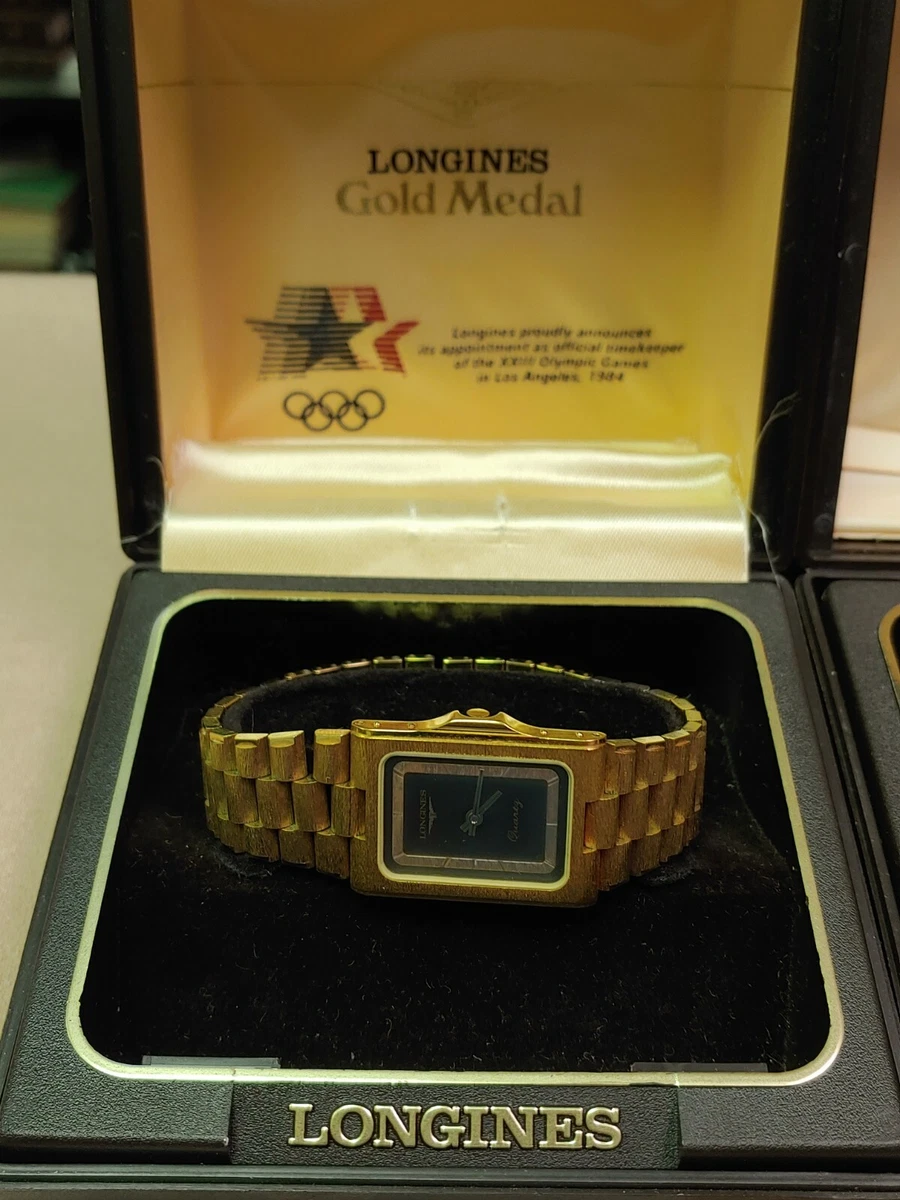 LONGINES
Gold Medal
Longines proudly announces
its appointment as official timekeeper
of the XXIII Olympic Games
in Los Angeles, 1984
LONGINES
Quartz
LONGINES